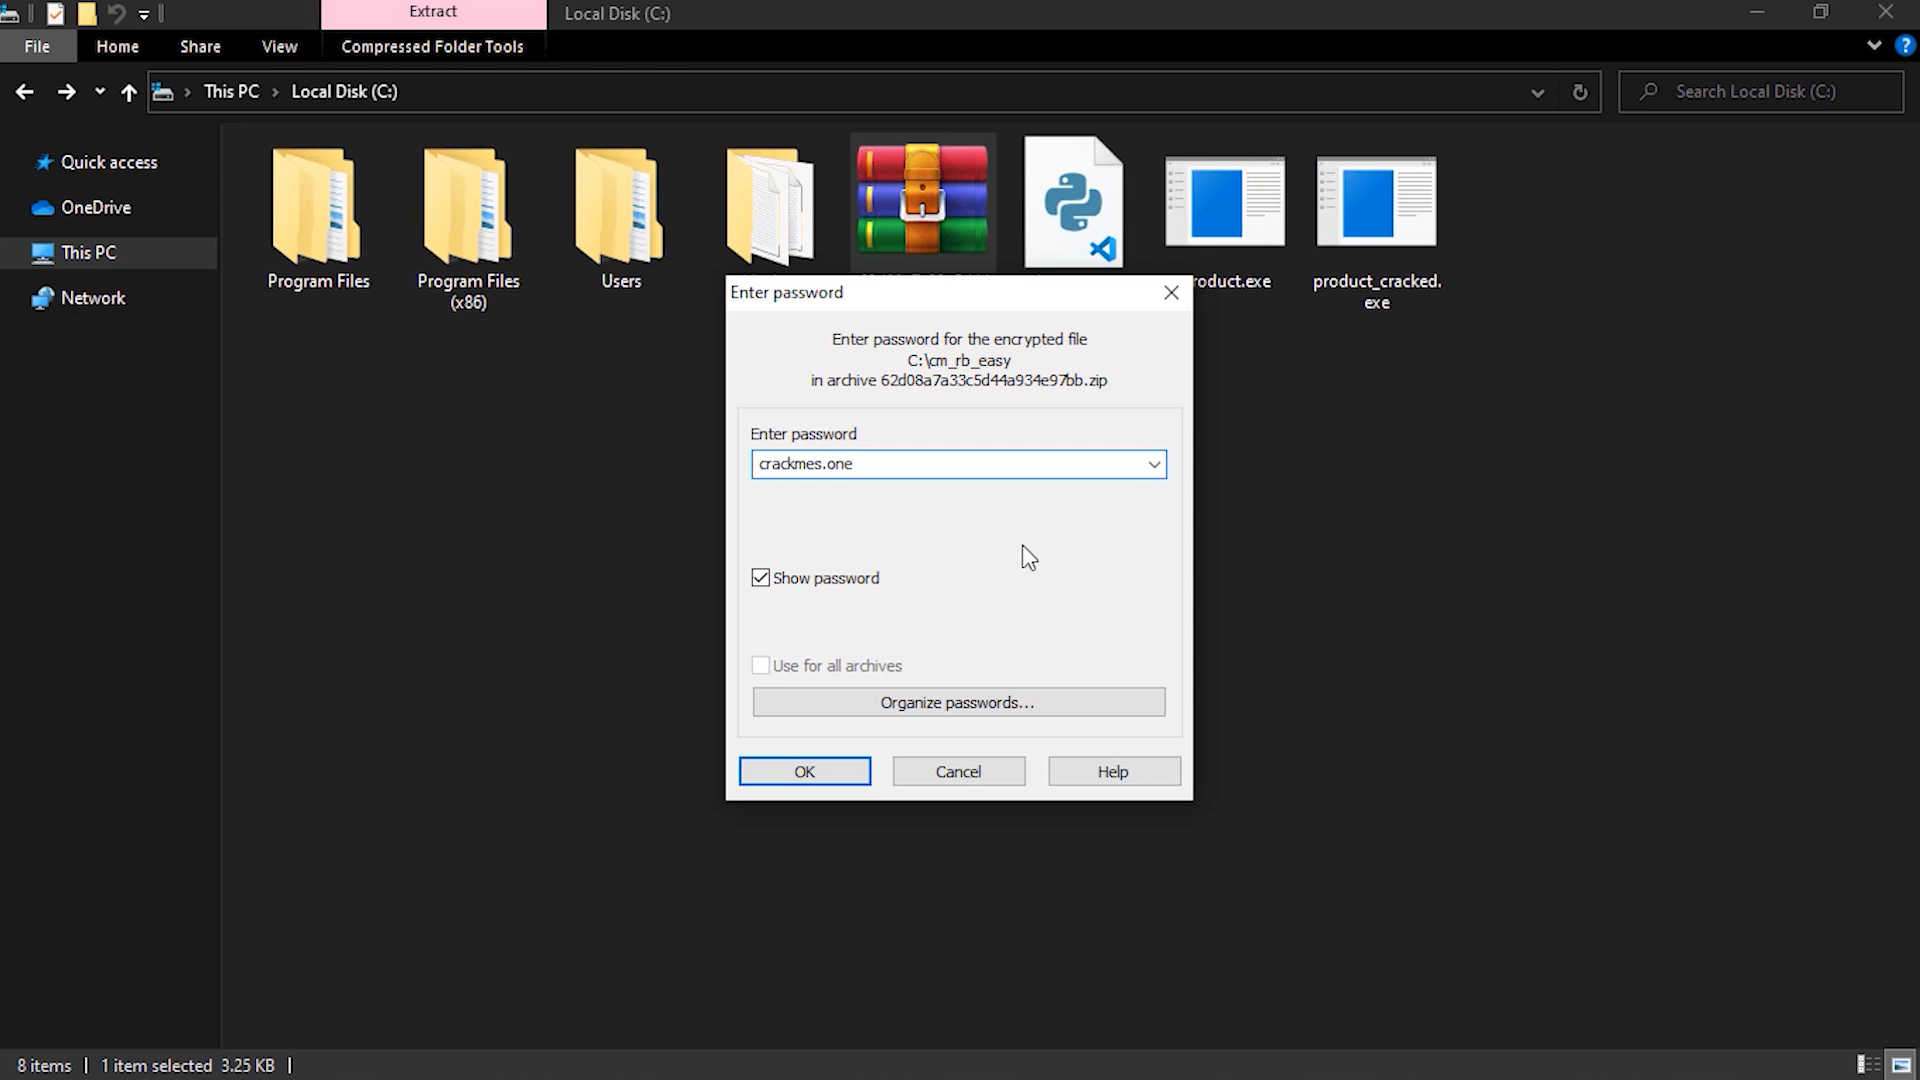 Extract
Local Disk (C:)
File
Home
Share
View
Compressed Folder Tools
This PC
Local Disk (C:)
Search Local Disk (C:)
Quick access
OneDrive
This PC
Network
Program Files
Program Files
(x86)
Users
roduct.exe
product_cracked.
exe
Enter password
Enter password for the encrypted file
C:\cm_rb_easy
in archive 62d08a7a33c5d44a934e97bb.zip
Enter password
crackmes.one
Show password
Use for all archives
Organize passwords...
OK
Cancel
Help
8 items
1 item selected 3.25 KB